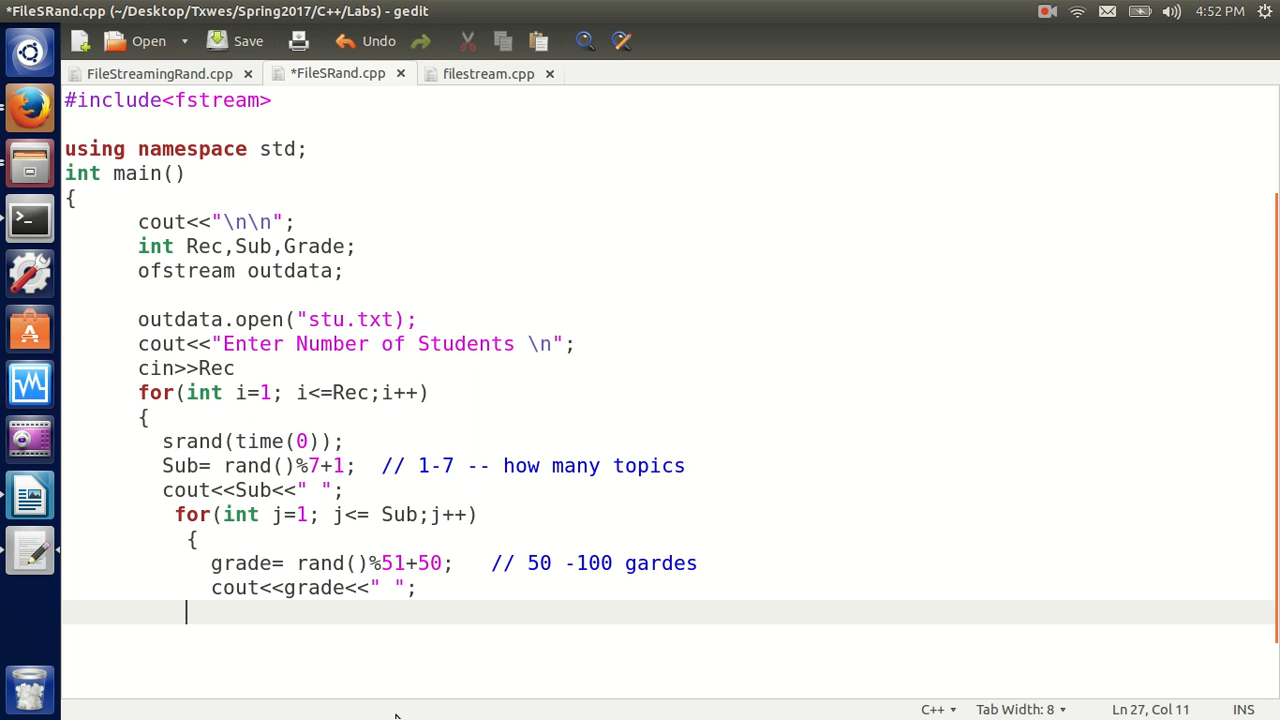 *FileSRand.cpp (~/Desktop/Txwes/Spring2017/C++/Labs) - gedit
4:52 PM
Open
Save
Undo
FileStreamingRand.cpp
*FileSRand.cpp
filestream.cpp
#include<fstream>
using namespace std;
int main()
{
cout<<"\n\n";
int Rec,Sub,Grade;
ofstream outdata;
outdata.open("stu.txt);
cout<<"Enter Number of Students \n";
cin>>Rec
for(int i=1; i<=Rec;i++)
{
srand(time(0));
Sub= rand()%7+1; // 1-7 -- how many topics
cout<<Sub<<" ";
for(int j=1; j<= Sub;j++)
{
grade= rand()%51+50; // 50 -100 gardes
cout<<grade<<" ";
C++
Tab Width: 8
Ln 27, Col 11
INS